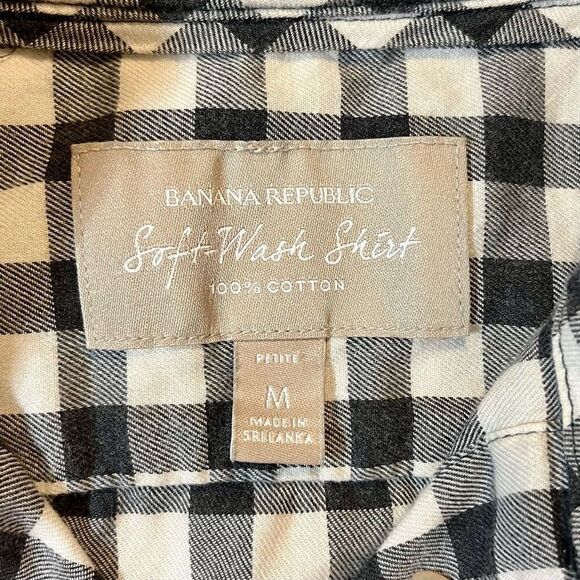 BANANA REPUBLIC
Soft-Wash Shirt
100% COTTON
PETITE
M
MADE IN
SRI LANKA